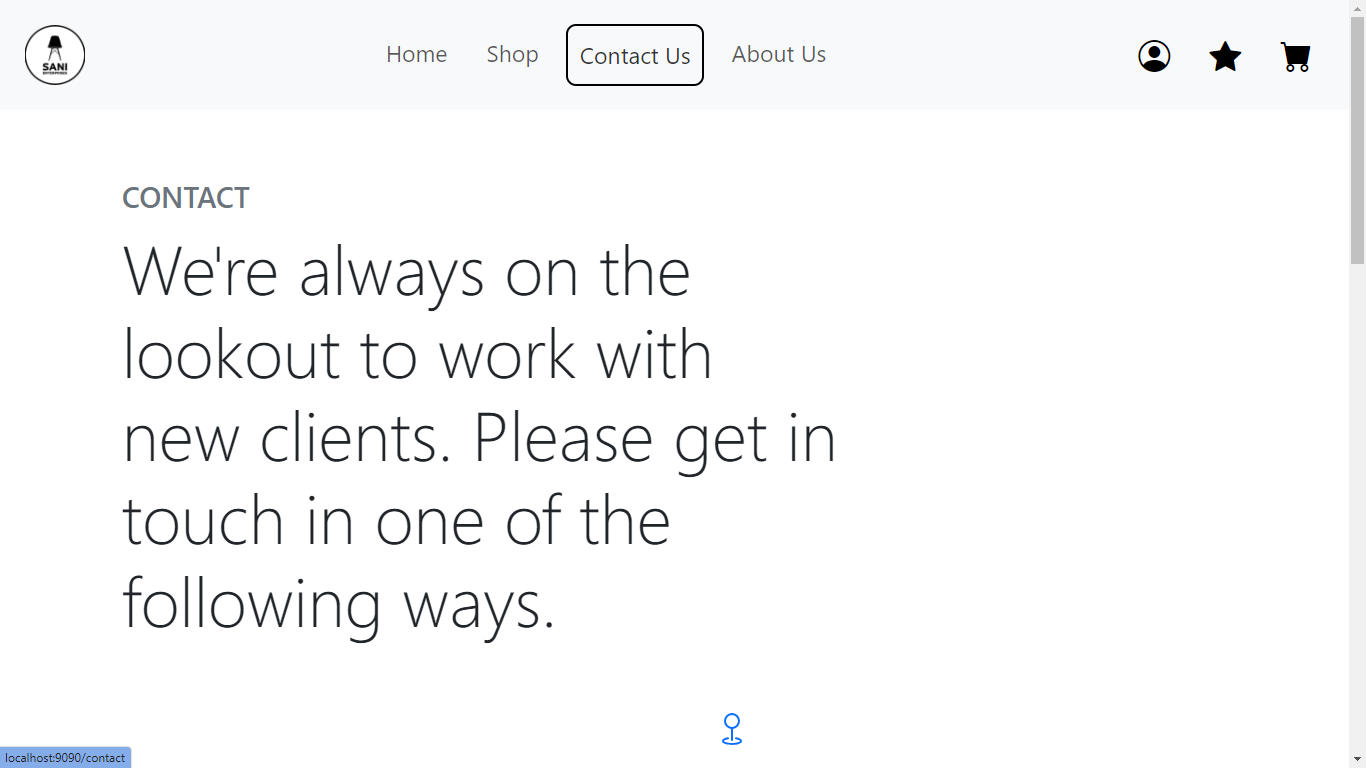 SANI
ENTERPRISES
Home Shop Contact Us About Us
CONTACT
We're always on the
lookout to work with
new clients. Please get in
touch in one of the
following ways.
localhost:9090/contact